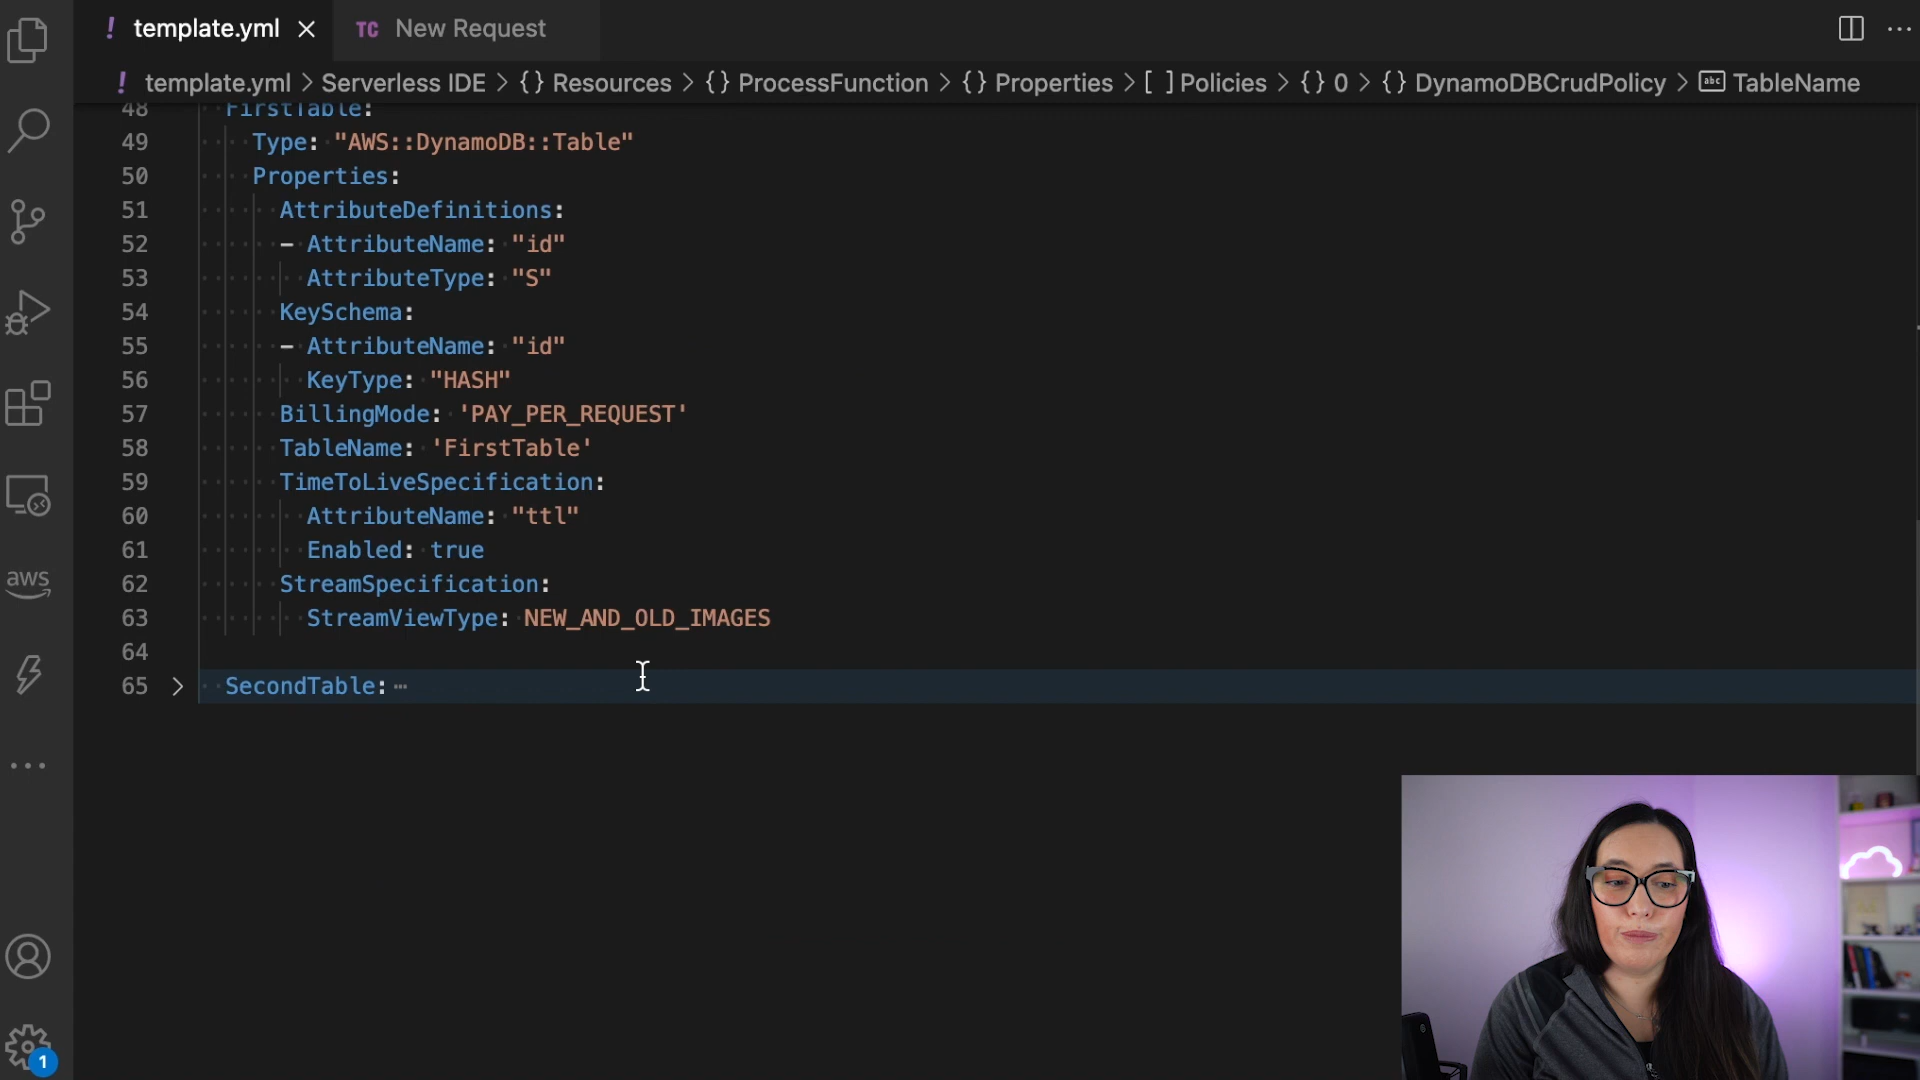 ! template.yml × TC New Request ⋯
! template.yml > Serverless IDE > {} Resources > {} ProcessFunction > {} Properties > [ ] Policies > {} 0 > {} DynamoDBCrudPolicy > abc TableName
48 FirstTable:
49 Type: "AWS::DynamoDB::Table"
50 Properties:
51 AttributeDefinitions:
52 - AttributeName: "id"
53 AttributeType: "S"
54 KeySchema:
55 - AttributeName: "id"
56 KeyType: "HASH"
57 BillingMode: 'PAY_PER_REQUEST'
58 TableName: 'FirstTable'
59 TimeToLiveSpecification:
60 AttributeName: "ttl"
61 Enabled: true
62 StreamSpecification:
63 StreamViewType: NEW_AND_OLD_IMAGES
64
65 > SecondTable: ⋯
aws
1